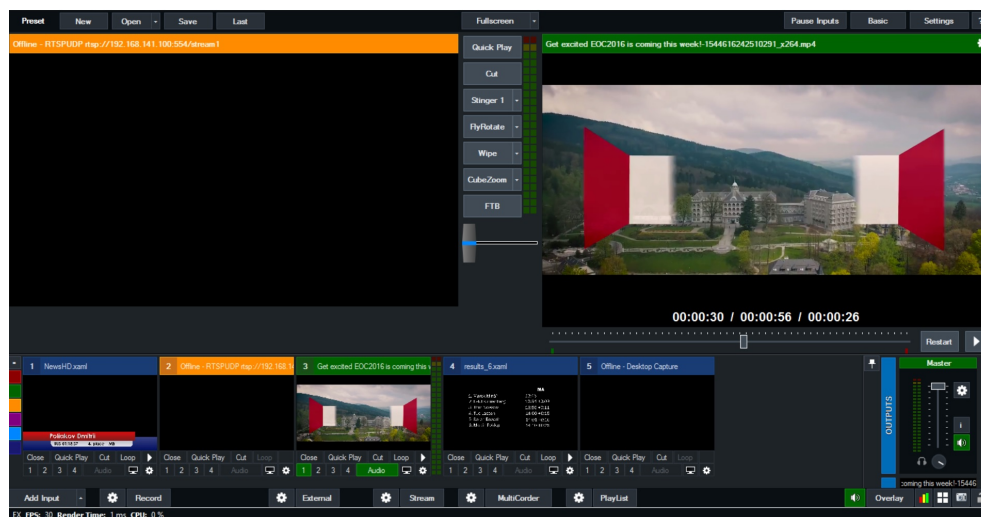 Preset New Open Save Last Fullscreen Pause Inputs Basic Settings ?
Offline - RTSPUDP rtsp://192.168.141.100:554/stream1
Get excited EOC2016 is coming this week!-1544616242510291_x264.mp4
Quick Play
Cut
Stinger 1
FlyRotate
Wipe
CubeZoom
FTB
00:00:30 / 00:00:56 / 00:00:26
Restart
1 NewsHD.xaml
2 Offline - RTSPUDP rtsp://192.168.1
3 Get excited EOC2016 is coming this
4 results_6.xaml
5 Offline - Desktop Capture
Master
OUTPUTS
Poliakov Dmitrii
Close Quick Play Cut Loop
Close Quick Play Cut Loop
Close Quick Play Cut Loop
Close Quick Play Cut Loop
Close Quick Play Cut Loop
1 2 3 4 Audio
1 2 3 4 Audio
1 2 3 4 Audio
1 2 3 4 Audio
1 2 3 4 Audio
i
coming this week!-15446
Add Input Record External Stream MultiCorder PlayList Overlay
EX FPS: 30 Render Time: 1 ms CPU: 0 %